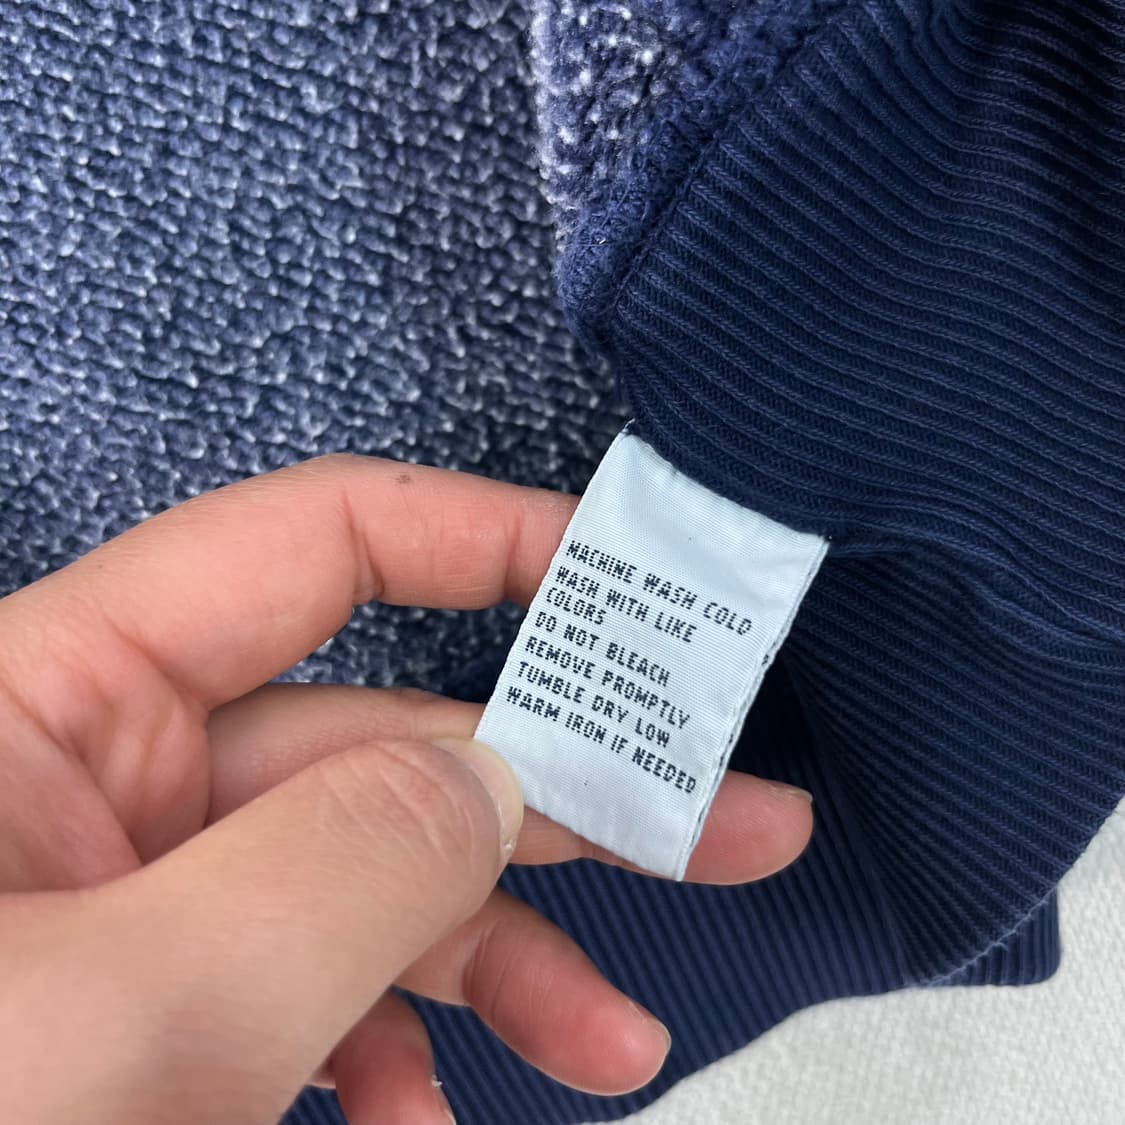 MACHINE WASH COLD
WASH WITH LIKE
COLORS
DO NOT BLEACH
REMOVE PROMPTLY
TUMBLE DRY LOW
WARM IRON IF NEEDED